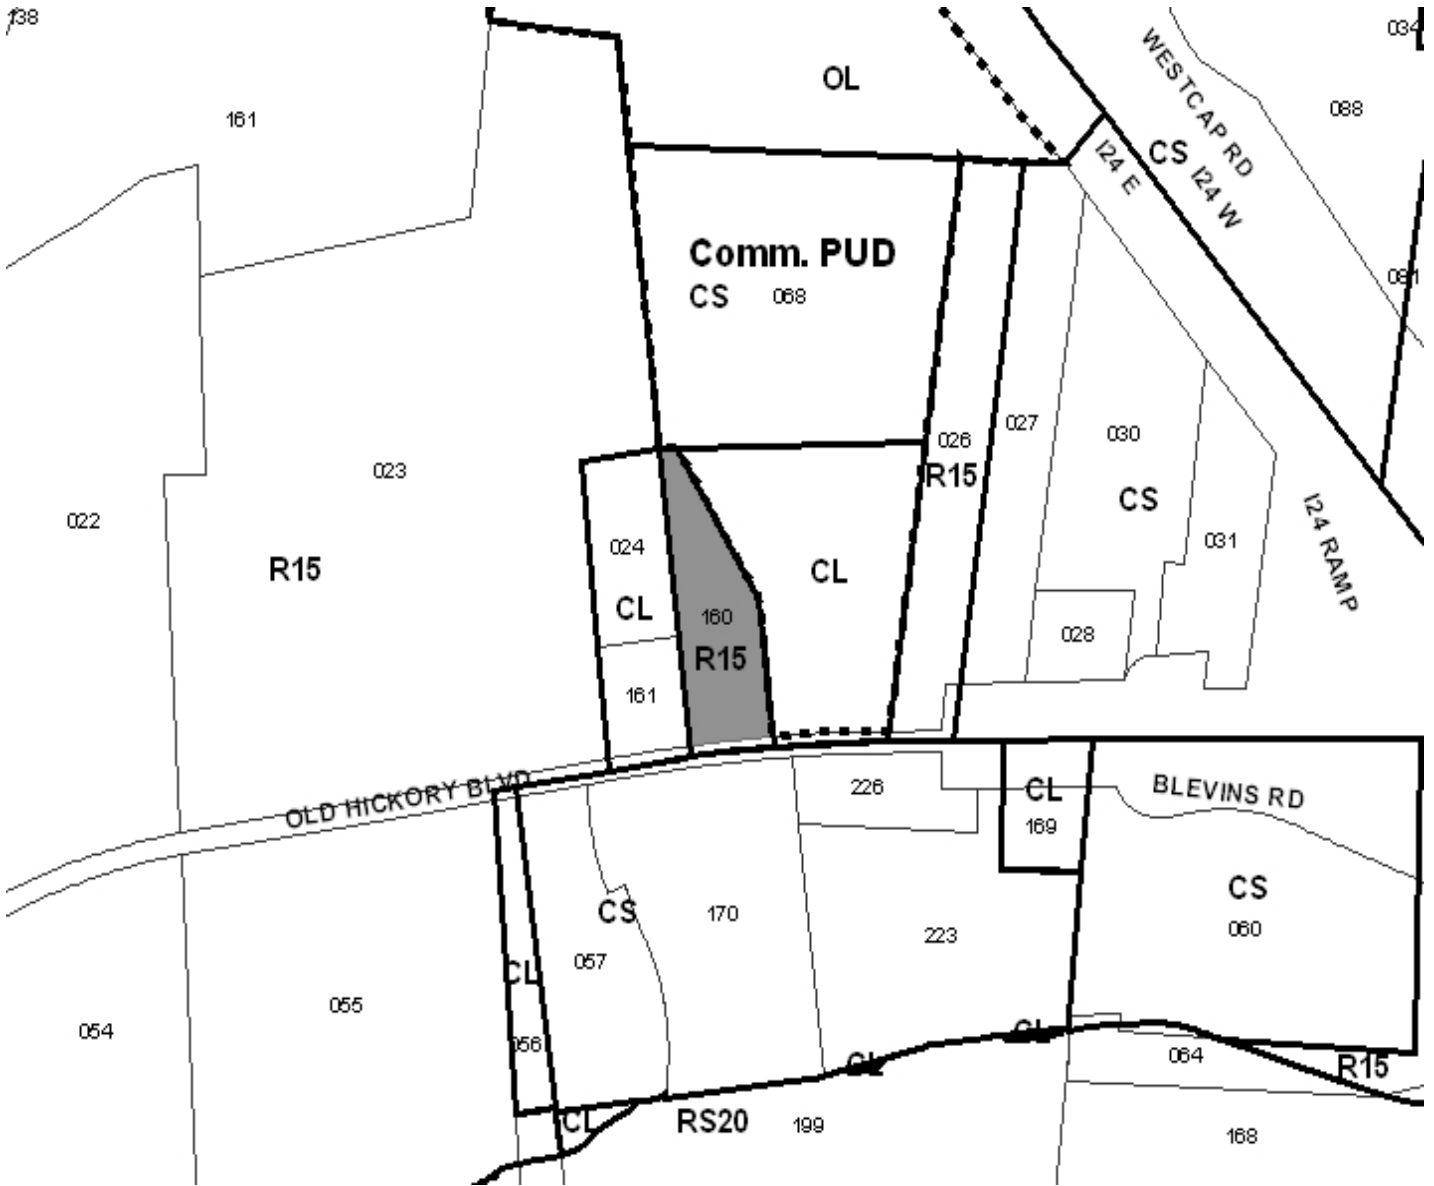 138
034
WESTCAP RD
OL
088
161
CS
I24 E
I24 W
Comm. PUD
CS
068
081
027
030
026
023
R15
CS
022
031
024
I24 RAMP
R15
CL
CL
160
028
R15
161
OLD HICKORY BLVD
226
CL
BLEVINS RD
169
CS
CS
170
060
223
057
CL
055
054
056
CL
CL
064
R15
CL
RS20
199
168